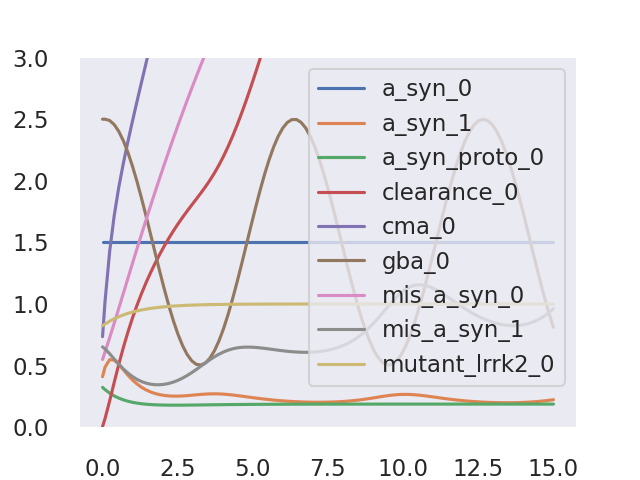 3.0
2.5
2.0
1.5
1.0
0.5
0.0
a_syn_0
a_syn_1
a_syn_proto_0
clearance_0
cma_0
gba_0
mis_a_syn_0
mis_a_syn_1
mutant_lrrk2_0
0.0 2.5 5.0 7.5 10.0 12.5 15.0